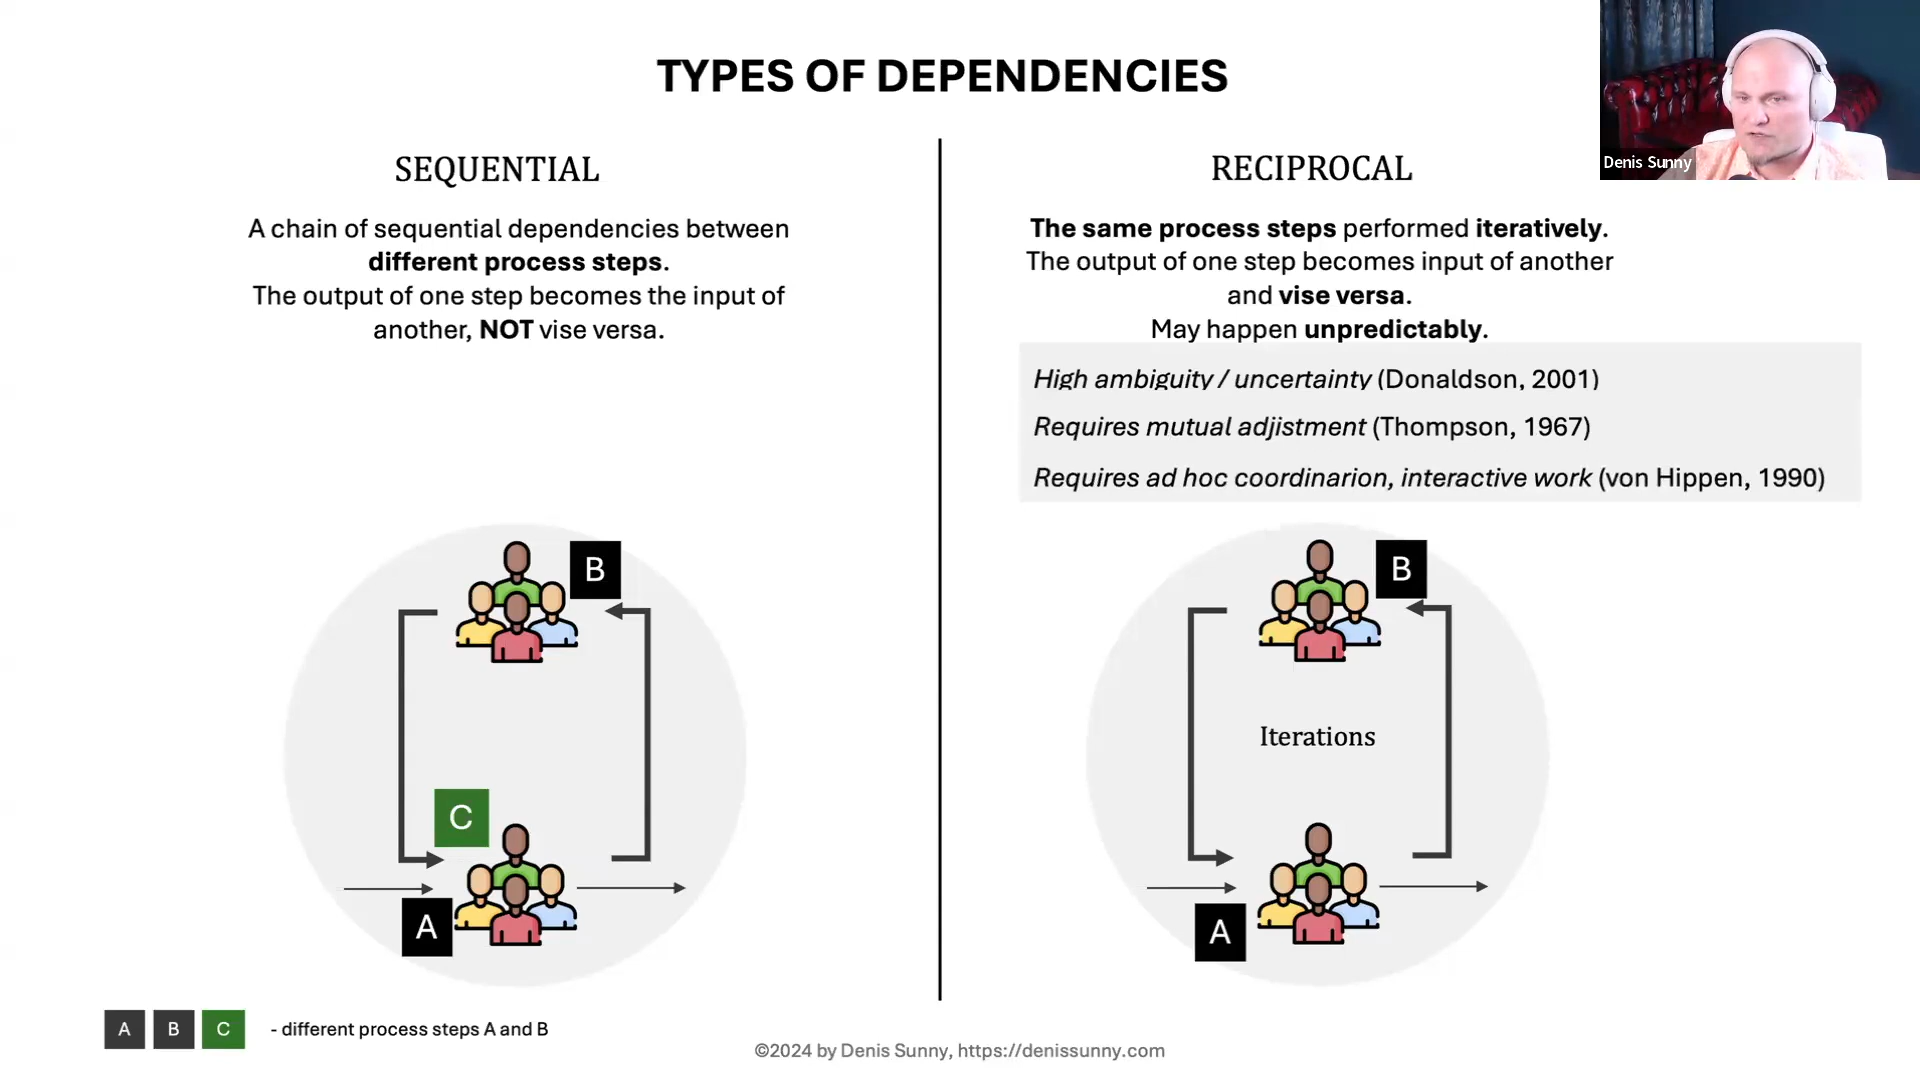 TYPES OF DEPENDENCIES
Denis Sunny
SEQUENTIAL
A chain of sequential dependencies between
different process steps.
The output of one step becomes the input of
another, NOT vise versa.
RECIPROCAL
The same process steps performed iteratively.
The output of one step becomes input of another
and vise versa.
May happen unpredictably.
High ambiguity / uncertainty (Donaldson, 2001)
Requires mutual adjistment (Thompson, 1967)
Requires ad hoc coordinarion, interactive work (von Hippen, 1990)
B
C
A
B
Iterations
A
A B C - different process steps A and B
©2024 by Denis Sunny, https://denissunny.com